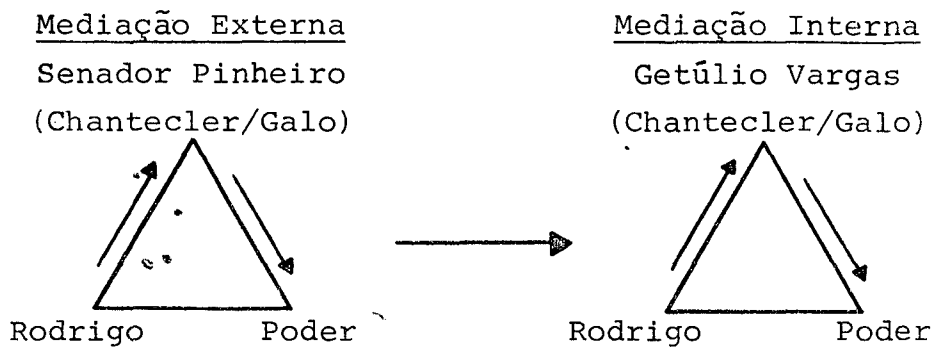 Mediação Externa
Senador Pinheiro
(Chantecler/Galo)
Rodrigo Poder
Mediação Interna
Getúlio Vargas
(Chantecler/Galo)
Rodrigo Poder